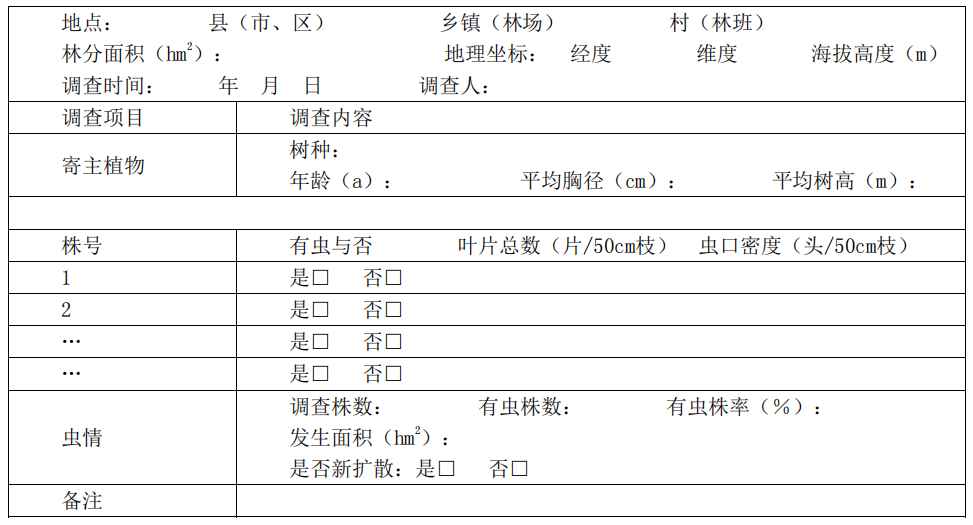 地点： 县（市、区） 乡镇（林场） 村（林班）
林分面积（hm²）： 地理坐标： 经度 维度 海拔高度（m）
调查时间： 年 月 日 调查人：
调查项目 调查内容
寄主植物 树种：
年龄（a）： 平均胸径（cm）： 平均树高（m）：
株号 有虫与否 叶片总数（片/50cm枝） 虫口密度（头/50cm枝）
1 是□ 否□
2 是□ 否□
… 是□ 否□
… 是□ 否□
虫情 调查株数： 有虫株数： 有虫株率（％）：
发生面积（hm²）：
是否新扩散：是□ 否□
备注